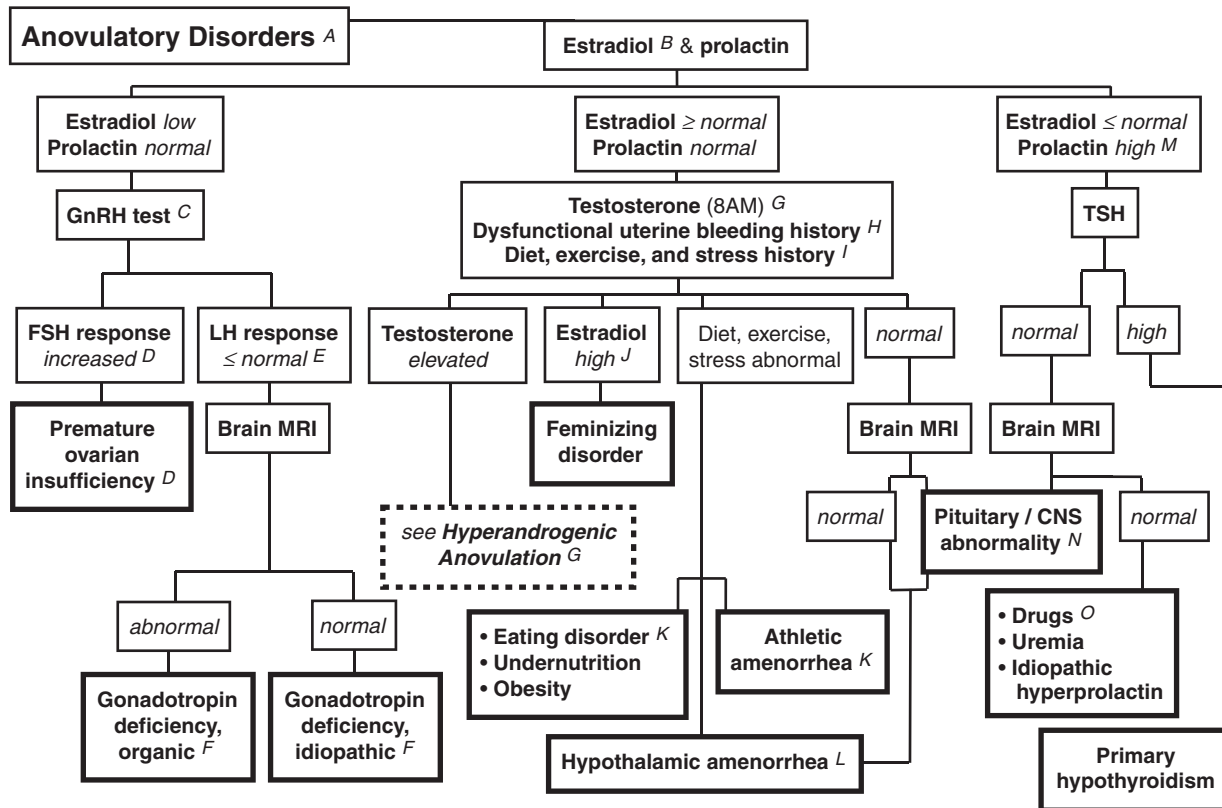 Anovulatory Disorders A
Estradiol B & prolactin
Estradiol low
Prolactin normal
Estradiol ≥ normal
Prolactin normal
Estradiol ≤ normal
Prolactin high M
GnRH test C
Testosterone (8AM) G
Dysfunctional uterine bleeding history H
Diet, exercise, and stress history I
TSH
FSH response
increased D
LH response
≤ normal E
Testosterone
elevated
Estradiol
high J
Diet, exercise,
stress abnormal
normal
normal
high
Premature
ovarian
insufficiency D
Brain MRI
Feminizing
disorder
Brain MRI
Brain MRI
see Hyperandrogenic
Anovulation G
normal
Pituitary / CNS
abnormality N
normal
abnormal
normal
• Eating disorder K
• Undernutrition
• Obesity
Athletic
amenorrhea K
• Drugs O
• Uremia
• Idiopathic
hyperprolactin
Gonadotropin
deficiency,
organic F
Gonadotropin
deficiency,
idiopathic F
Hypothalamic amenorrhea L
Primary
hypothyroidism